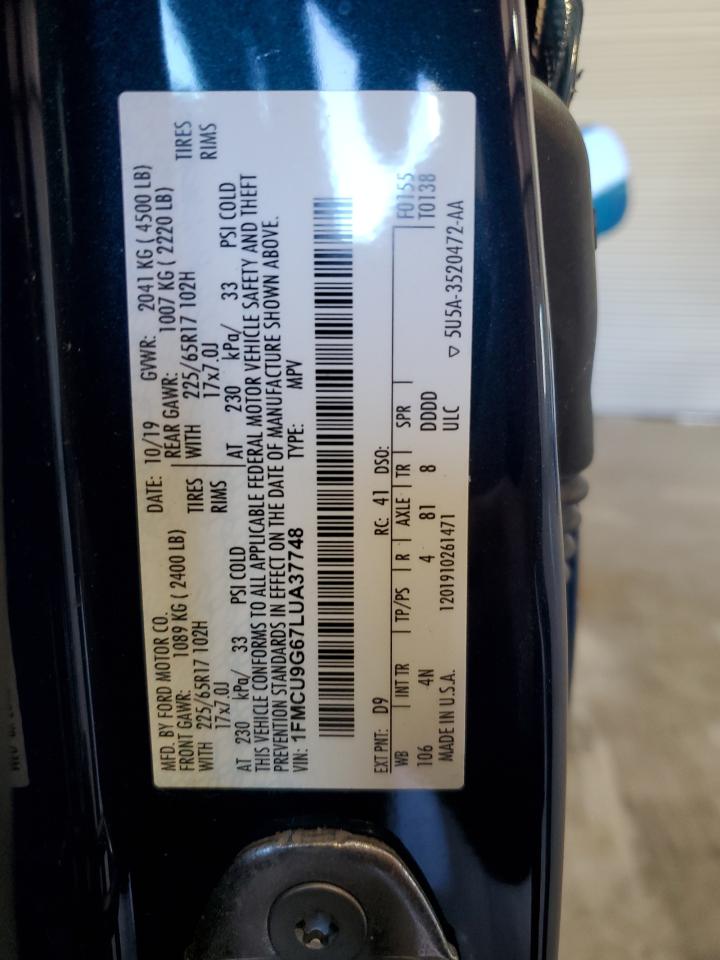 MFD. BY FORD MOTOR CO. DATE: 10/19 GVWR: 2041 KG ( 4500 LB)
FRONT GAWR: 1089 KG ( 2400 LB) REAR GAWR: 1007 KG ( 2220 LB)
WITH 225/65R17 102H TIRES WITH 225/65R17 102H TIRES
17x7.0J RIMS 17x7.0J RIMS
AT 230 kPa/ 33 PSI COLD AT 230 kPa/ 33 PSI COLD
THIS VEHICLE CONFORMS TO ALL APPLICABLE FEDERAL MOTOR VEHICLE SAFETY AND THEFT
PREVENTION STANDARDS IN EFFECT ON THE DATE OF MANUFACTURE SHOWN ABOVE.
VIN: 1FMCU9G67LUA37748 TYPE: MPV
EXT PNT: D9 RC: 41 DSO: F0155
WB INT TR TP/PS R AXLE TR SPR T0138
106 4N 4 81 8 DDDD
MADE IN U.S.A. 1201910261471 ULC ▽ 5U5A-3520472-AA